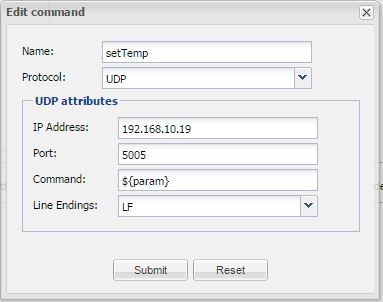 Edit command
Name: setTemp
Protocol: UDP
UDP attributes
IP Address: 192.168.10.19
Port: 5005
Command: ${param}
Line Endings: LF
Submit Reset